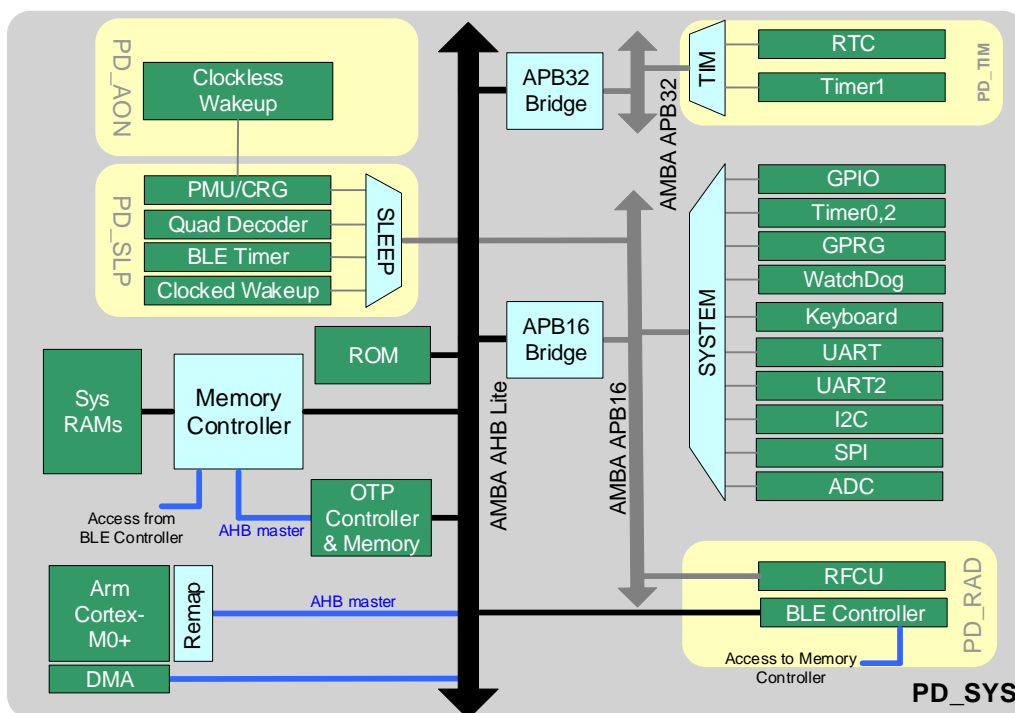 PD_AON
Clockless
Wakeup
APB32
Bridge
AMBA APB32
TIM
RTC
Timer1
PD_TIM
PD_SLP
PMU/CRG
Quad Decoder
BLE Timer
Clocked Wakeup
SLEEP
GPIO
Timer0,2
GPRG
WatchDog
Keyboard
UART
UART2
I2C
SPI
ADC
SYSTEM
APB16
Bridge
AMBA AHB Lite
AMBA APB16
ROM
Sys
RAMs
Memory
Controller
Access from
BLE Controller
AHB master
OTP
Controller
& Memory
Arm
Cortex-
M0+
Remap
AHB master
DMA
RFCU
BLE Controller
PD_RAD
Access to Memory
Controller
PD_SYS